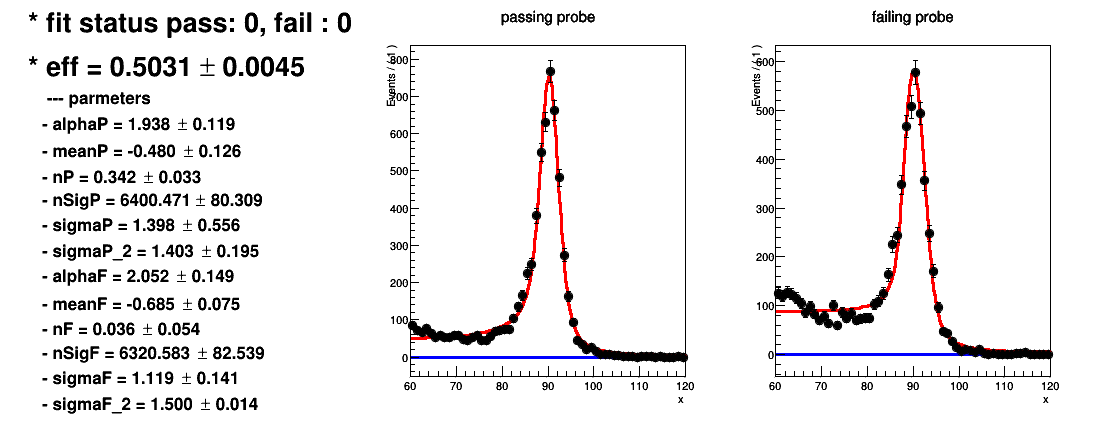 * fit status pass: 0, fail : 0
* eff = 0.5031 ± 0.0045
--- parmeters
- alphaP = 1.938 ± 0.119
- meanP = -0.480 ± 0.126
- nP = 0.342 ± 0.033
- nSigP = 6400.471 ± 80.309
- sigmaP = 1.398 ± 0.556
- sigmaP_2 = 1.403 ± 0.195
- alphaF = 2.052 ± 0.149
- meanF = -0.685 ± 0.075
- nF = 0.036 ± 0.054
- nSigF = 6320.583 ± 82.539
- sigmaF = 1.119 ± 0.141
- sigmaF_2 = 1.500 ± 0.014
passing probe
Events / ( 1 )
800
700
600
500
400
300
200
100
0
60 70 80 90 100 110 120
x
failing probe
Events / ( 1 )
600
500
400
300
200
100
0
60 70 80 90 100 110 120
x